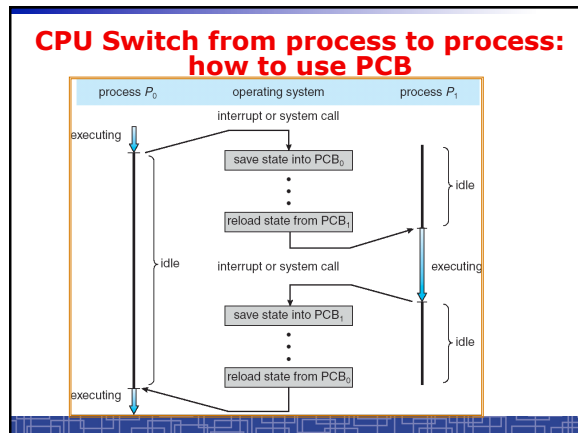 CPU Switch from process to process:
how to use PCB
process P₀ operating system process P₁
interrupt or system call
executing
save state into PCB₀
idle
reload state from PCB₁
idle
interrupt or system call
executing
save state into PCB₁
idle
reload state from PCB₀
executing